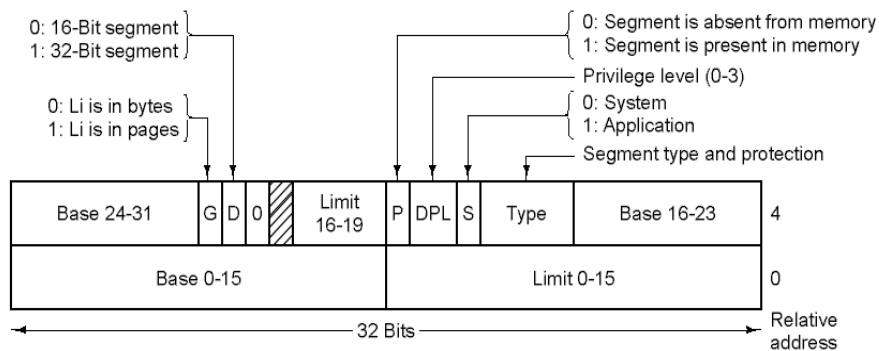 0: 16-Bit segment
1: 32-Bit segment
0: Segment is absent from memory
1: Segment is present in memory
Privilege level (0-3)
0: Li is in bytes
1: Li is in pages
0: System
1: Application
Segment type and protection
Base 24-31
G
D
0
Limit
16-19
P
DPL
S
Type
Base 16-23
4
Base 0-15
Limit 0-15
0
32 Bits
Relative
address